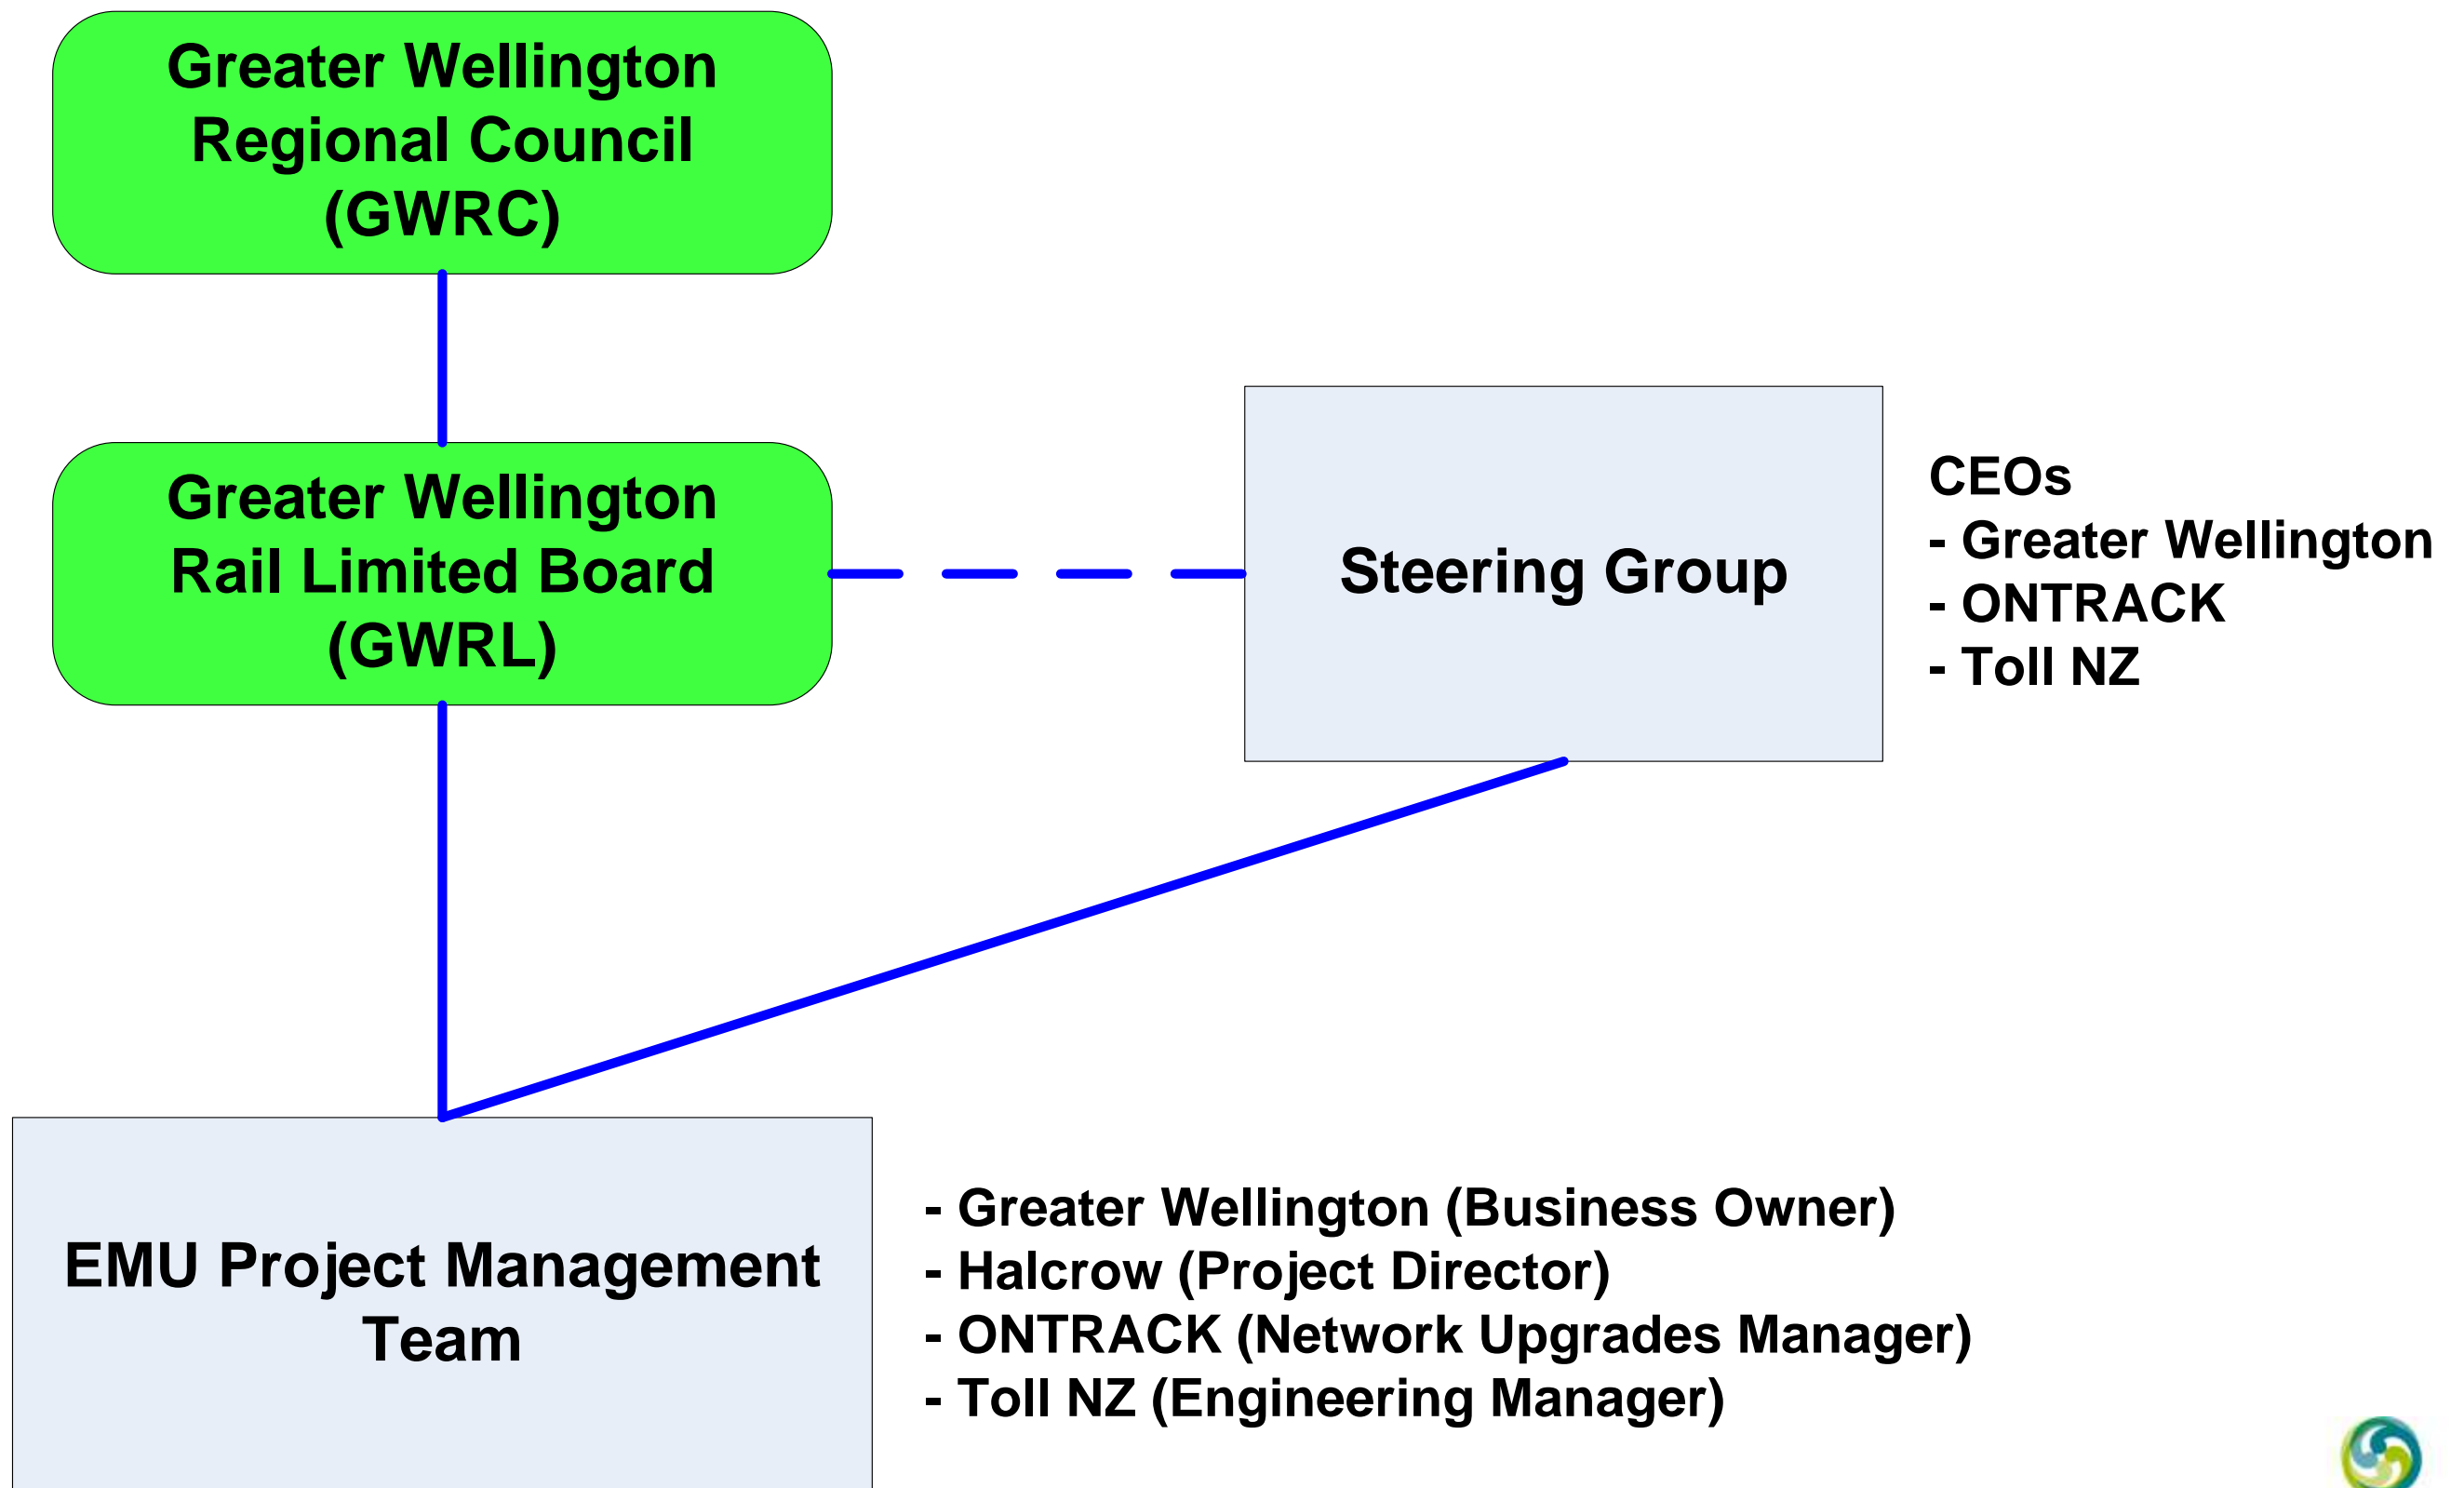 Greater Wellington
Regional Council
(GWRC)
Greater Wellington
Rail Limited Board
(GWRL)
Steering Group
CEOs
- Greater Wellington
- ONTRACK
- Toll NZ
EMU Project Management
Team
- Greater Wellington (Business Owner)
- Halcrow (Project Director)
- ONTRACK (Network Upgrades Manager)
- Toll NZ (Engineering Manager)